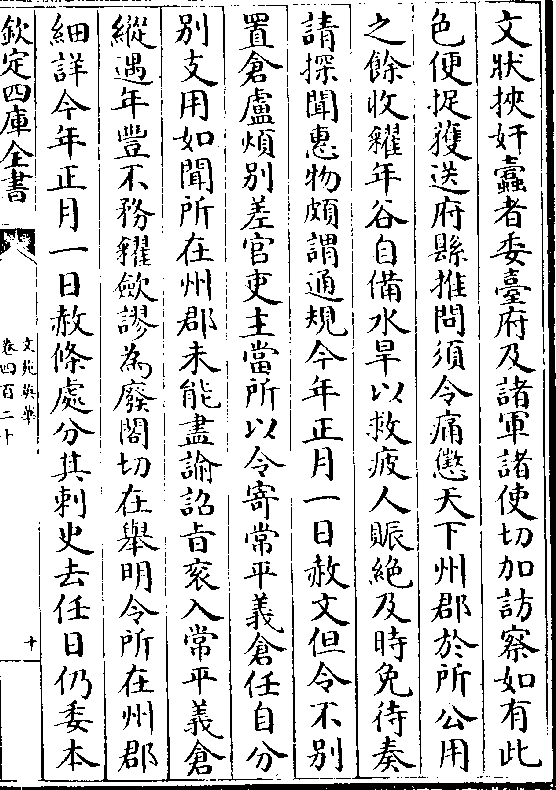 文狀挾奸蠧者委臺府及諸軍諸使切加訪察如有此
色便捉獲送府縣推問須令痛懲天下州郡於所公用
之餘收糴年谷自備水旱以救疲人賑絶及時免待奏
請探聞惠物頗謂通規今年正月一日赦文但令不别
置倉廬煩别差官吏主當所以令寄常平義倉任自分
别支用如聞所在州郡未能盡諭詔旨衮入常平義倉
縱遇年豐不務糴歛謬為廢閣切在舉明令所在州郡
細詳今年正月一日赦條處分其刺史去任日仍委本
欽定四庫全書
文苑英華
卷四百二十
十